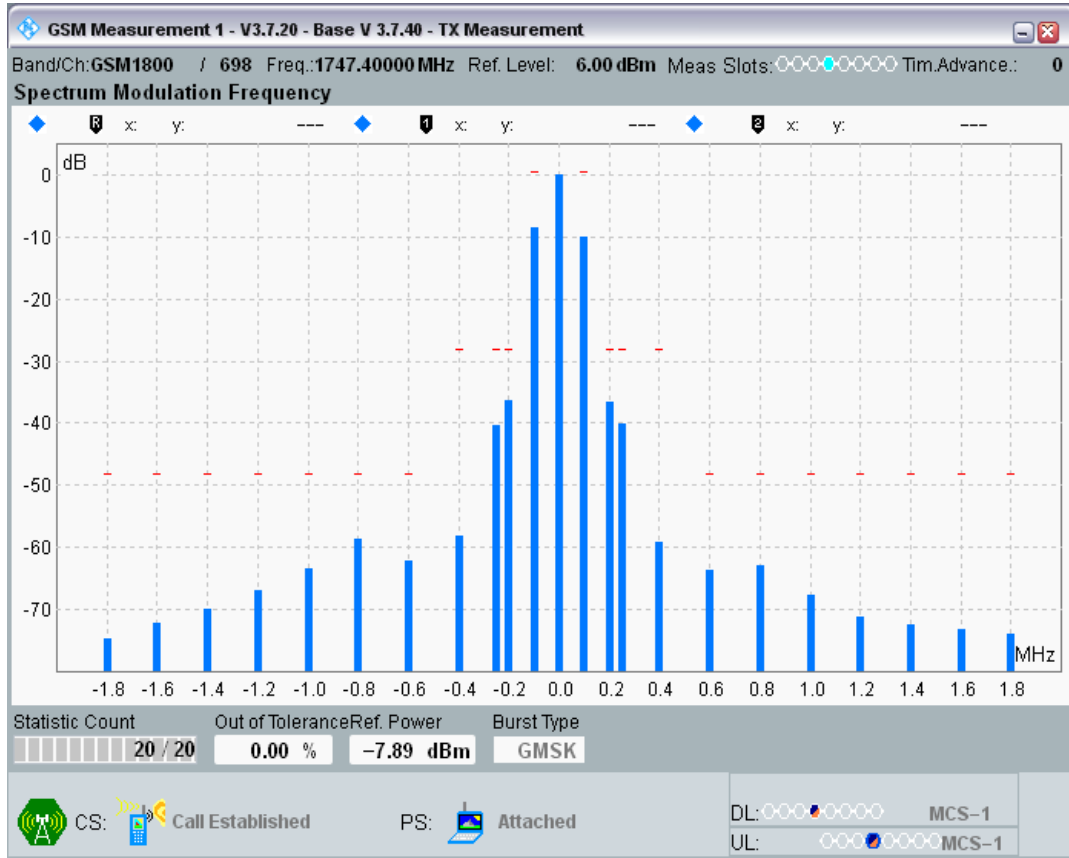 GSM Measurement 1 - V3.7.20 - Base V 3.7.40 - TX Measurement
Band/Ch:GSM1800 / 698 Freq.:1747.40000 MHz Ref. Level: 6.00 dBm Meas Slots: Tim.Advance.: 0
Spectrum Modulation Frequency
R x: y: --- 1 x: y: --- 2 x: y: ---
dB
0
-10
-20
-30
-40
-50
-60
-70
MHz
-1.8 -1.6 -1.4 -1.2 -1.0 -0.8 -0.6 -0.4 -0.2 0.0 0.2 0.4 0.6 0.8 1.0 1.2 1.4 1.6 1.8
Statistic Count Out of Tolerance Ref. Power Burst Type
20 / 20 0.00 % -7.89 dBm GMSK
CS: Call Established PS: Attached
DL: MCS-1
UL: MCS-1